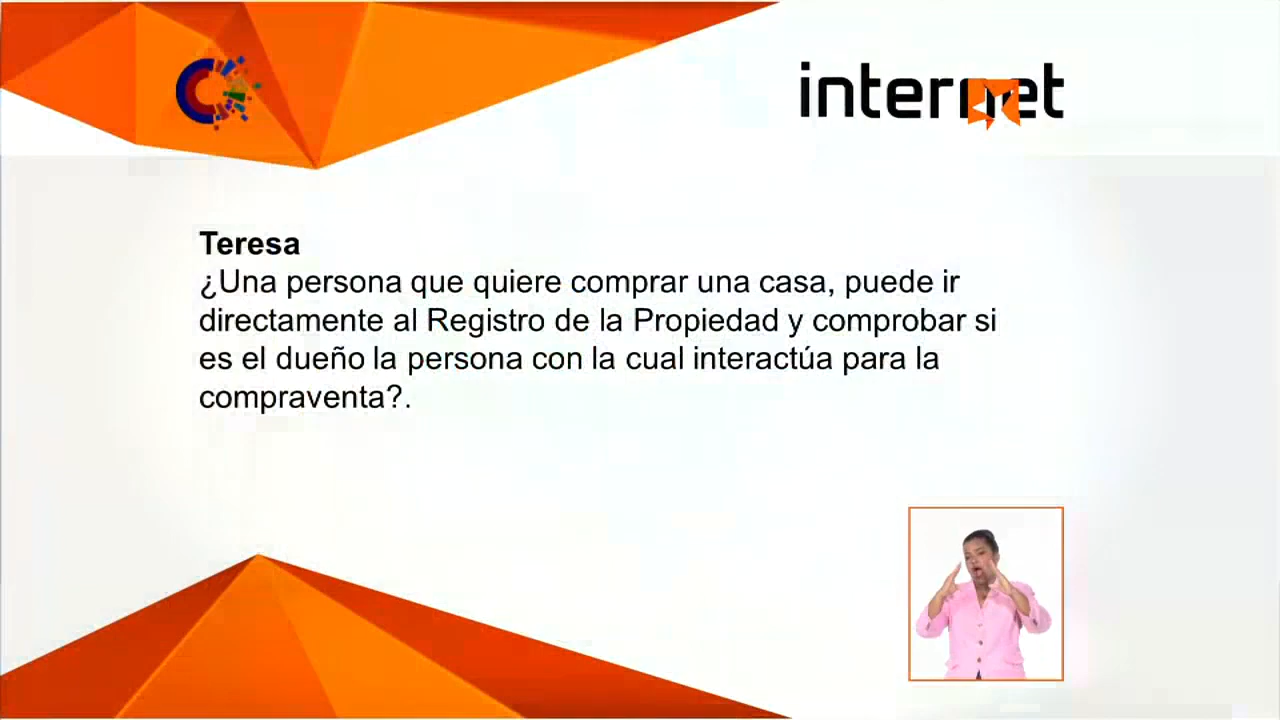 internet
Teresa
¿Una persona que quiere comprar una casa, puede ir
directamente al Registro de la Propiedad y comprobar si
es el dueño la persona con la cual interactúa para la
compraventa?.